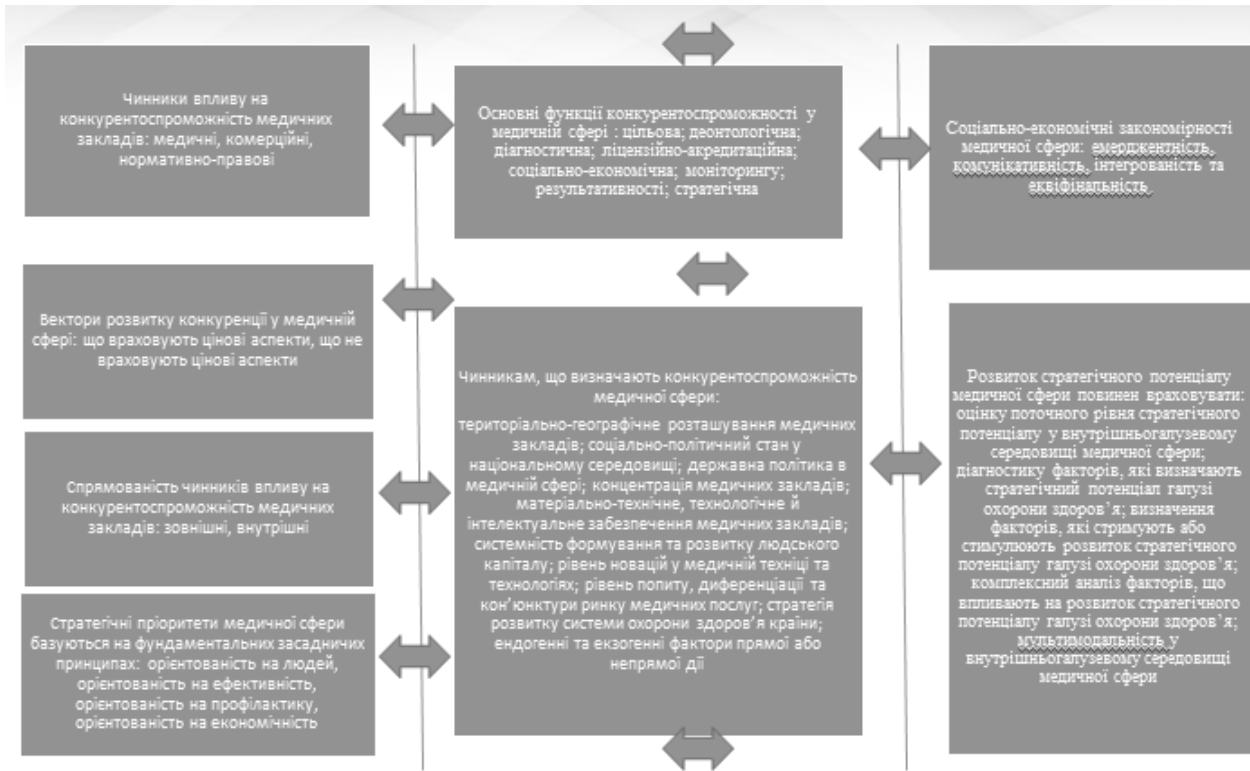 Чинники впливу на
конкурентоспроможність медичних
закладів: медичні, комерційні,
нормативно-правові
Вектори розвитку конкуренції у медичній
сфері: що враховують цінові аспекти, що не
враховують цінові аспекти
Спрямованість чинників впливу на
конкурентоспроможність медичних
закладів: зовнішні, внутрішні
Стратегічні пріоритети медичної сфери
базуються на фундаментальних засадничих
принципах: орієнтованість на людей,
орієнтованість на ефективність,
орієнтованість на профілактику,
орієнтованість на економічність
Основні функції конкурентоспроможності у
медичній сфері : цільова; деонтологічна;
діагностична; ліцензійно-акредитаційна;
соціально-економічна; моніторингу;
результативності; стратегічна
Чинникам, що визначають конкурентоспроможність
медичної сфери:
територіально-географічне розташування медичних
закладів; соціально-політичний стан у
національному середовищі; державна політика в
медичній сфері; концентрація медичних закладів;
матеріально-технічне, технологічне й
інтелектуальне забезпечення медичних закладів;
системність формування та розвитку людського
капіталу; рівень новацій у медичній техніці та
технологіях; рівень попиту, диференціації та
кон’юнктури ринку медичних послуг; стратегія
розвитку системи охорони здоров’я країни;
ендогенні та екзогенні фактори прямої або
непрямої дії
Соціально-економічні закономірності
медичної сфери: емерджентність,
комунікативність, інтегрованість та
еквіфінальність
Розвиток стратегічного потенціалу
медичної сфери повинен враховувати:
оцінку поточного рівня стратегічного
потенціалу у внутрішньогалузевому
середовищі медичної сфери;
діагностику факторів, які визначають
стратегічний потенціал галузі
охорони здоров’я; визначення
факторів, які стримують або
стимулюють розвиток стратегічного
потенціалу галузі охорони здоров’я;
комплексний аналіз факторів, що
впливають на розвиток стратегічного
потенціалу галузі охорони здоров’я;
мультимодальність у
внутрішньогалузевому середовищі
медичної сфери